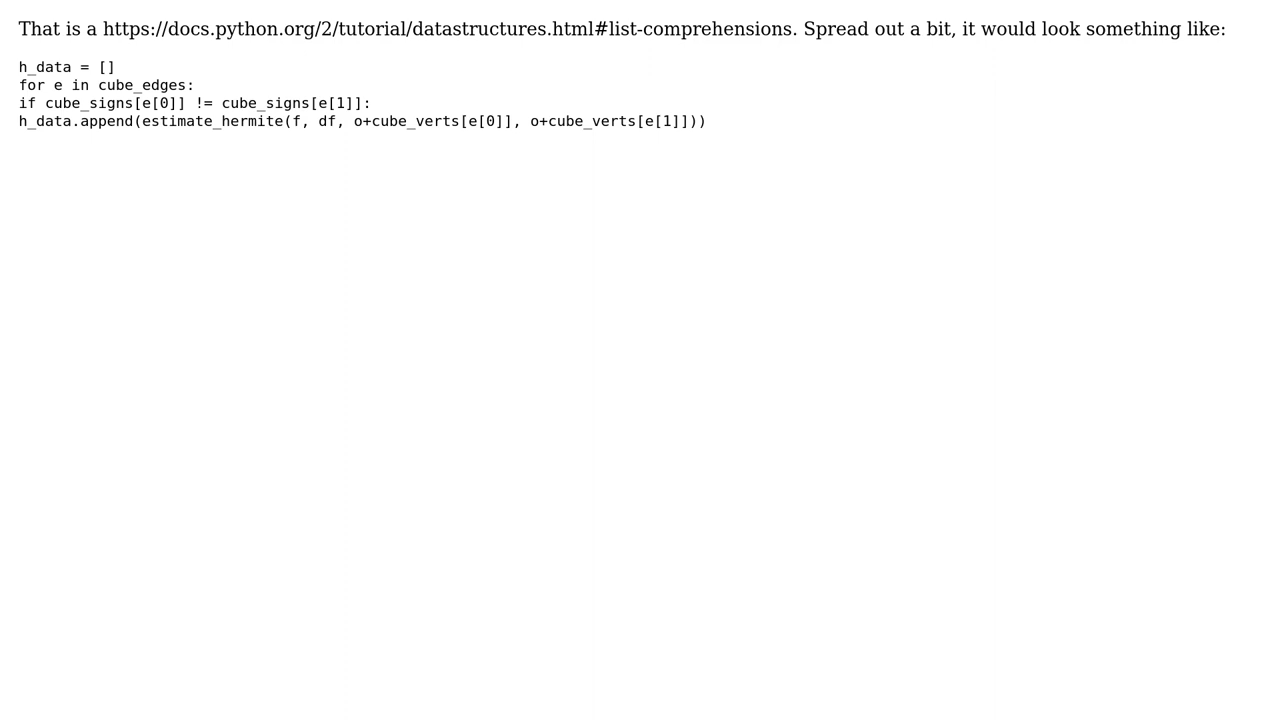 That is a https://docs.python.org/2/tutorial/datastructures.html#list-comprehensions. Spread out a bit, it would look something like:
h_data = []
for e in cube_edges:
if cube_signs[e[0]] != cube_signs[e[1]]:
h_data.append(estimate_hermite(f, df, o+cube_verts[e[0]], o+cube_verts[e[1]]))